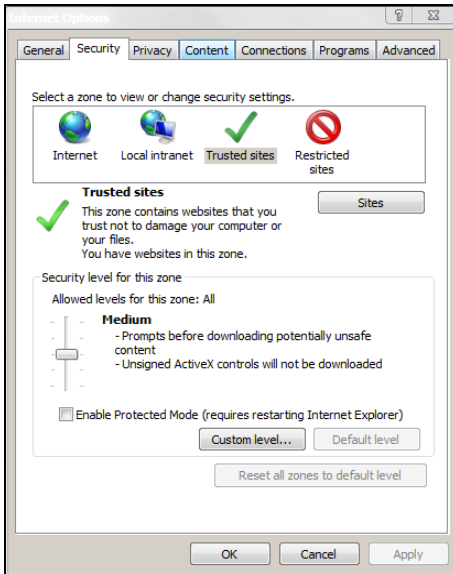 Internet Options
General Security Privacy Content Connections Programs Advanced
Select a zone to view or change security settings.
Internet Local intranet Trusted sites Restricted
sites
Trusted sites
Sites
This zone contains websites that you
trust not to damage your computer or
your files.
You have websites in this zone.
Security level for this zone
Allowed levels for this zone: All
Medium
- Prompts before downloading potentially unsafe
content
- Unsigned ActiveX controls will not be downloaded
Enable Protected Mode (requires restarting Internet Explorer)
Custom level... Default level
Reset all zones to default level
OK Cancel Apply